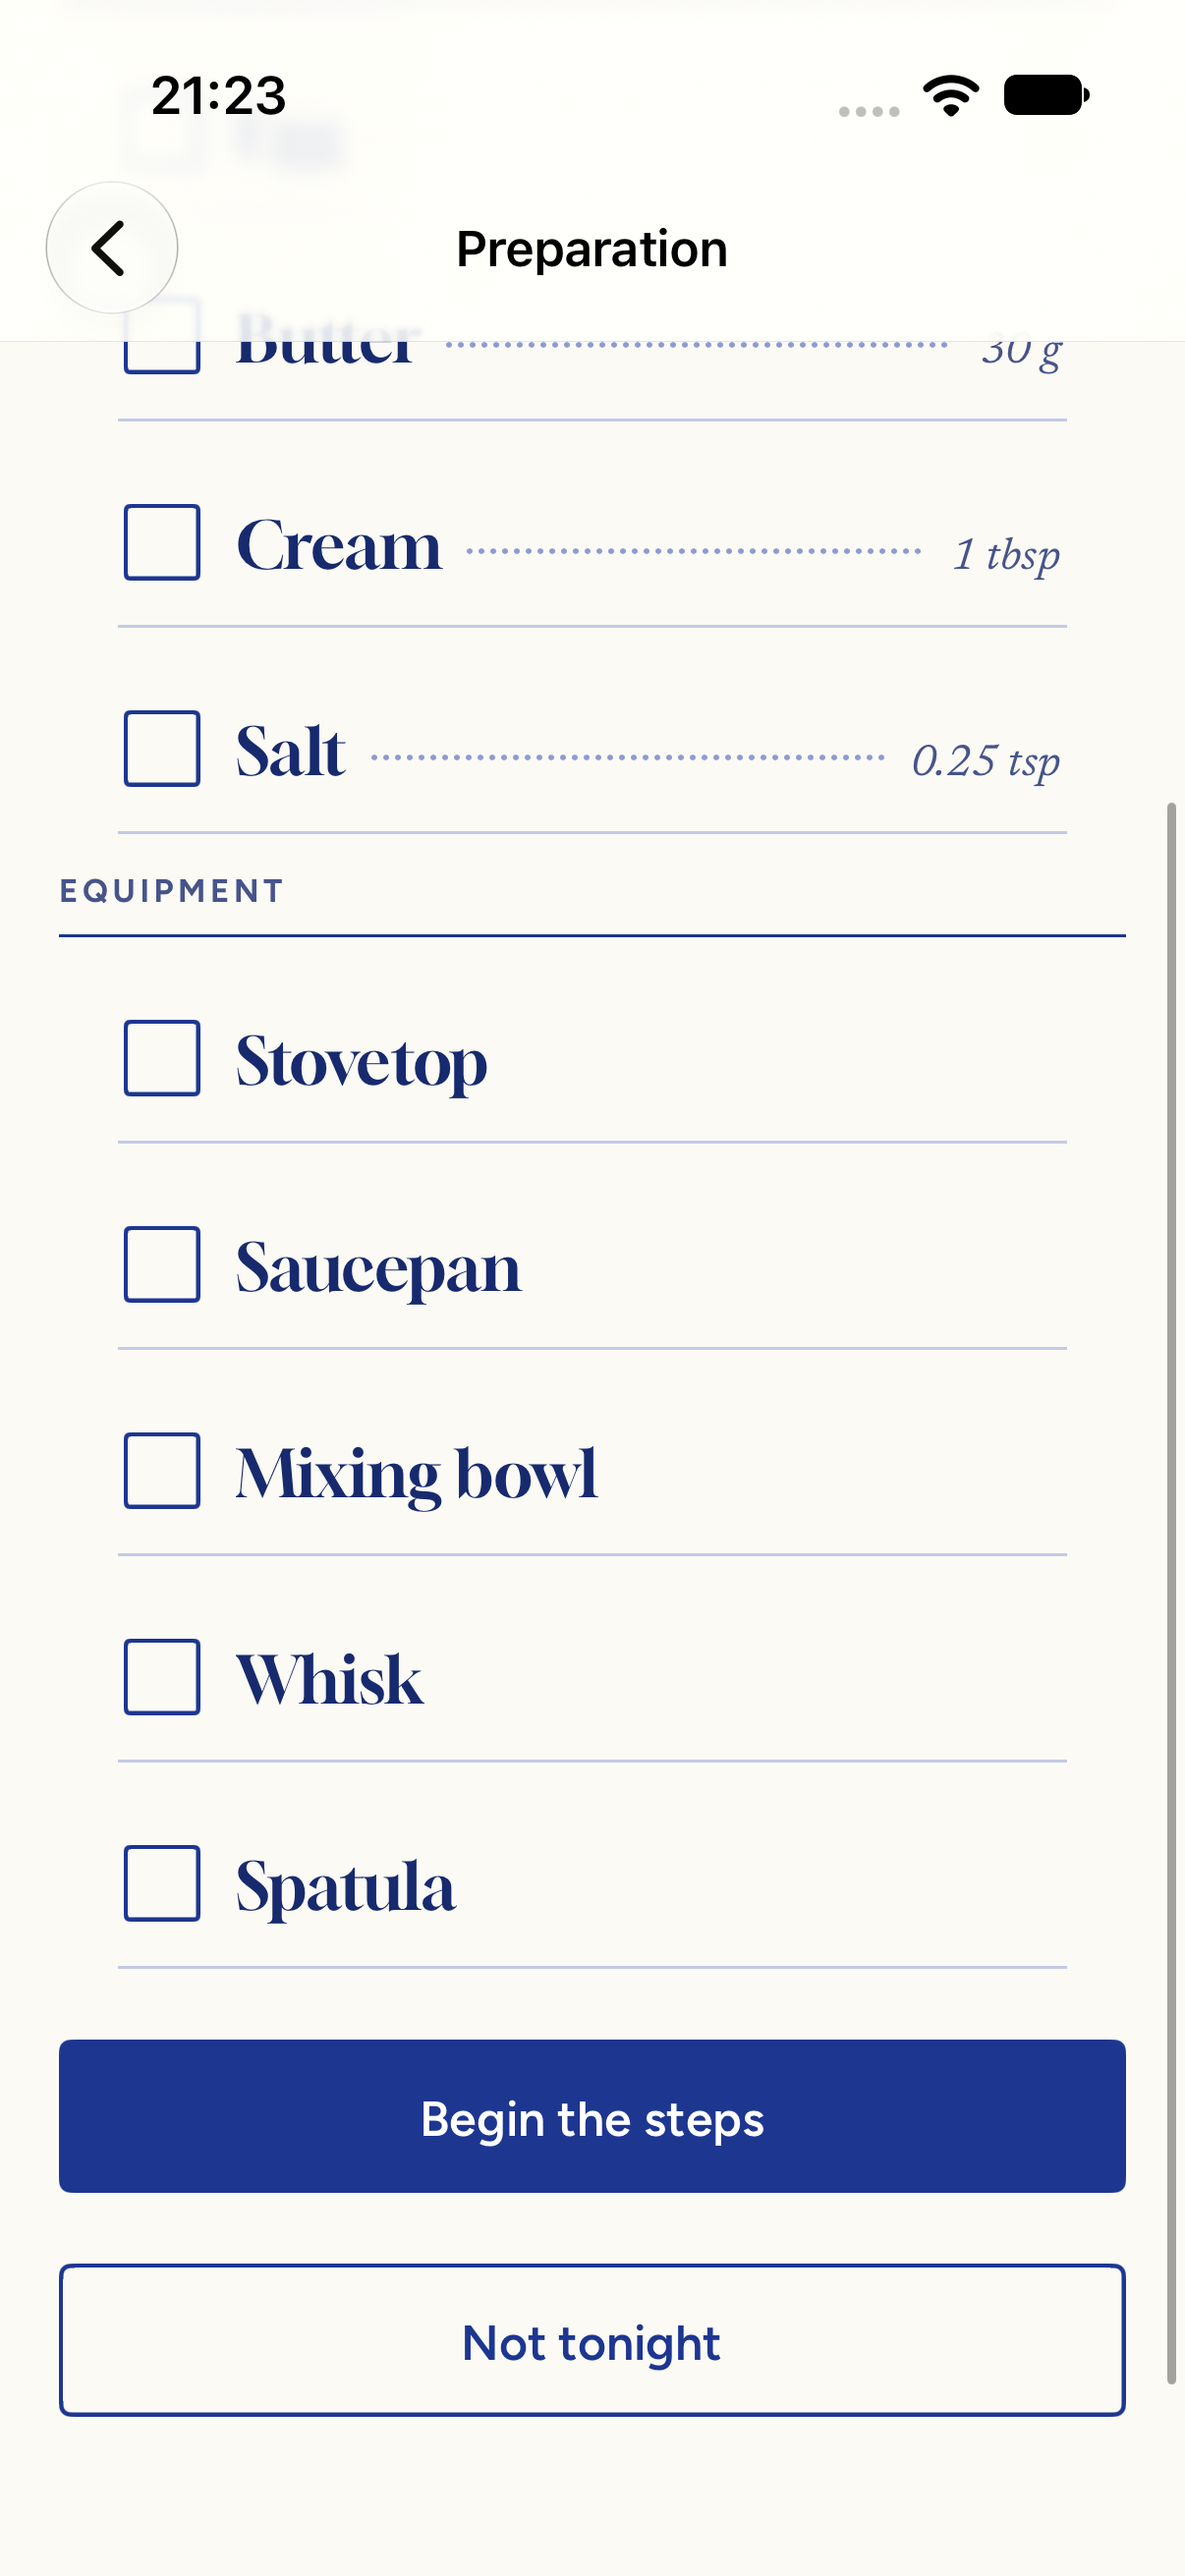 21:23
Preparation
Butter 30 g
Cream 1 tbsp
Salt 0.25 tsp
EQUIPMENT
Stovetop
Saucepan
Mixing bowl
Whisk
Spatula
Begin the steps
Not tonight